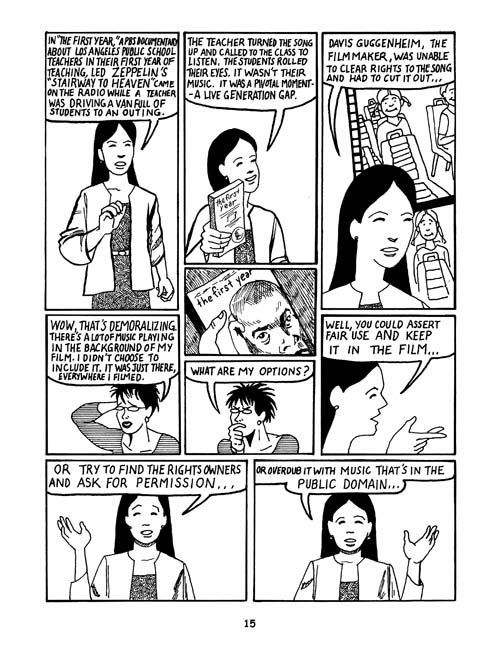 IN "THE FIRST YEAR," A PBS DOCUMENTARY
ABOUT LOS ANGELES PUBLIC SCHOOL
TEACHERS IN THEIR FIRST YEAR OF
TEACHING, LED ZEPPELIN'S
"STAIRWAY TO HEAVEN" CAME
ON THE RADIO WHILE A TEACHER
WAS DRIVING A VAN FULL OF
STUDENTS TO AN OUTING.
THE TEACHER TURNED THE SONG
UP AND CALLED TO THE CLASS TO
LISTEN. THE STUDENTS ROLLED
THEIR EYES. IT WASN'T THEIR
MUSIC. IT WAS A PIVOTAL MOMENT-
-A LIVE GENERATION GAP.
the first
year
DAVIS GUGGENHEIM, THE
FILMMAKER, WAS UNABLE
TO CLEAR RIGHTS TO THE SONG
AND HAD TO CUT IT OUT...
the first year
WOW, THAT'S DEMORALIZING.
THERE'S A LOT OF MUSIC PLAYING
IN THE BACKGROUND OF MY
FILM. I DIDN'T CHOOSE TO
INCLUDE IT. IT WAS JUST THERE,
EVERYWHERE I FILMED.
WHAT ARE MY OPTIONS?
WELL, YOU COULD ASSERT
FAIR USE AND KEEP
IT IN THE FILM...
OR TRY TO FIND THE RIGHTS OWNERS
AND ASK FOR PERMISSION...
OR OVERDUB IT WITH MUSIC THAT'S IN THE
PUBLIC DOMAIN...
15